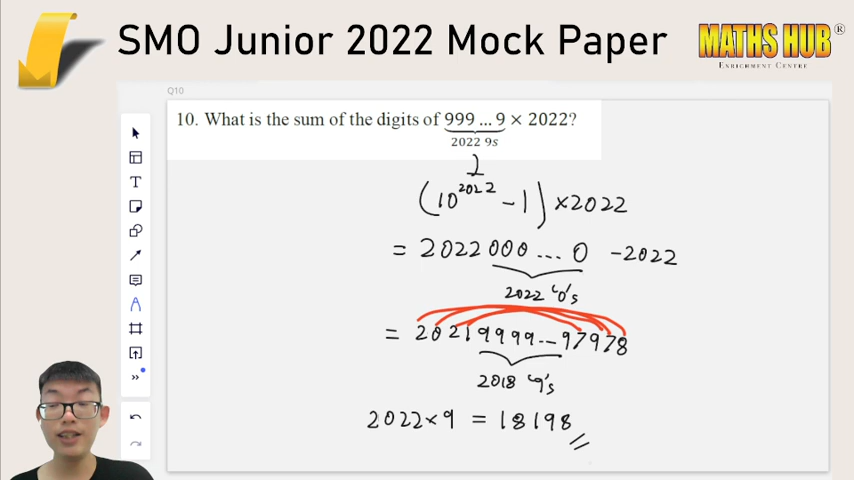 SMO Junior 2022 Mock Paper
MATHS HUB®
ENRICHMENT CENTRE
Q10
10. What is the sum of the digits of 999 ... 9 × 2022?
2022 9s
(10^2022 - 1) × 2022
= 2022000...0 - 2022
2022 '0's
= 20219999...97978
2018 '9's
2022×9 = 18198